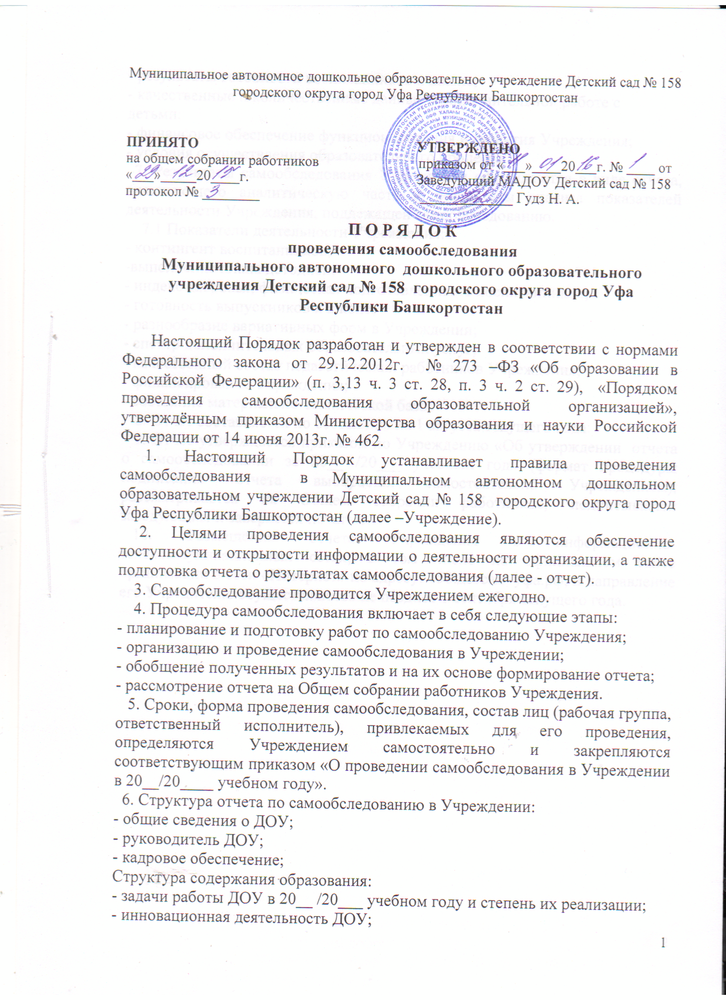 Муниципальное автономное дошкольное образовательное учреждение Детский сад № 158
городского округа город Уфа Республики Башкортостан
ПРИНЯТО
на общем собрании работников
«29» 12 2015г.
протокол № 3
УТВЕРЖДЕНО
приказом от «11» 01 2016г. № 1 от
Заведующий МАДОУ Детский сад № 158
Гудз Н. А.
П О Р Я Д О К
проведения самообследования
Муниципального автономного дошкольного образовательного
учреждения Детский сад № 158 городского округа город Уфа
Республики Башкортостан
Настоящий Порядок разработан и утвержден в соответствии с нормами
Федерального закона от 29.12.2012г. № 273 –ФЗ «Об образовании в
Российской Федерации» (п. 3,13 ч. 3 ст. 28, п. 3 ч. 2 ст. 29), «Порядком
проведения самообследования образовательной организацией»,
утверждённым приказом Министерства образования и науки Российской
Федерации от 14 июня 2013г. № 462.
1. Настоящий Порядок устанавливает правила проведения
самообследования в Муниципальном автономном дошкольном
образовательном учреждении Детский сад № 158 городского округа город
Уфа Республики Башкортостан (далее –Учреждение).
2. Целями проведения самообследования являются обеспечение
доступности и открытости информации о деятельности организации, а также
подготовка отчета о результатах самообследования (далее - отчет).
3. Самообследование проводится Учреждением ежегодно.
4. Процедура самообследования включает в себя следующие этапы:
- планирование и подготовку работ по самообследованию Учреждения;
- организацию и проведение самообследования в Учреждении;
- обобщение полученных результатов и на их основе формирование отчета;
- рассмотрение отчета на Общем собрании работников Учреждения.
5. Сроки, форма проведения самообследования, состав лиц (рабочая группа,
ответственный исполнитель), привлекаемых для его проведения,
определяются Учреждением самостоятельно и закрепляются
соответствующим приказом «О проведении самообследования в Учреждении
в 20__/20____ учебном году».
6. Структура отчета по самообследованию в Учреждении:
- общие сведения о ДОУ;
- руководитель ДОУ;
- кадровое обеспечение;
Структура содержания образования:
- задачи работы ДОУ в 20__ /20___ учебном году и степень их реализации;
- инновационная деятельность ДОУ;
1